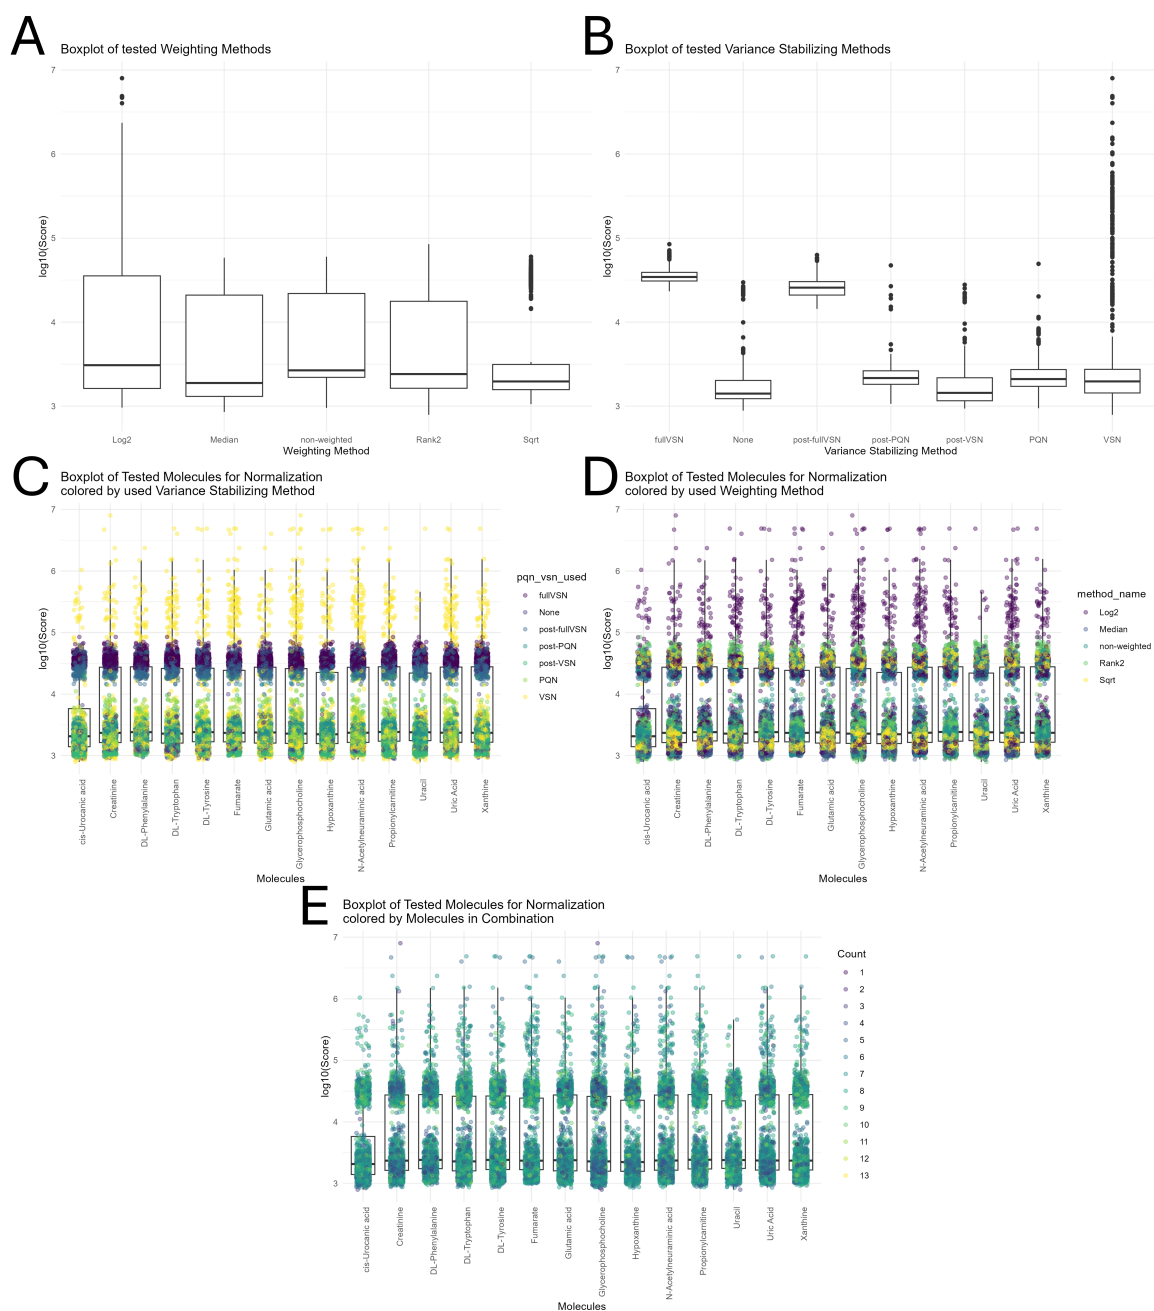 A
Boxplot of tested Weighting Methods
log10(Score)
7
6
5
4
3
Log2
Median
non-weighted
Rank2
Sqrt
Weighting Method
B
Boxplot of tested Variance Stabilizing Methods
log10(Score)
7
6
5
4
3
fullVSN
None
post-fullVSN
post-PQN
post-VSN
PQN
VSN
Variance Stabilizing Method
C
Boxplot of Tested Molecules for Normalization
colored by used Variance Stabilizing Method
log10(Score)
7
6
5
4
3
cis-Urocanic acid
Creatinine
DL-Phenylalanine
DL-Tryptophan
DL-Tyrosine
Fumarate
Glutamic acid
Glycerophosphocholine
Hypoxanthine
N-Acetylneuraminic acid
Propionylcarnitine
Uracil
Uric Acid
Xanthine
Molecules
pqn_vsn_used
fullVSN
None
post-fullVSN
post-PQN
post-VSN
PQN
VSN
D
Boxplot of Tested Molecules for Normalization
colored by used Weighting Method
log10(Score)
7
6
5
4
3
cis-Urocanic acid
Creatinine
DL-Phenylalanine
DL-Tryptophan
DL-Tyrosine
Fumarate
Glutamic acid
Glycerophosphocholine
Hypoxanthine
N-Acetylneuraminic acid
Propionylcarnitine
Uracil
Uric Acid
Xanthine
Molecules
method_name
Log2
Median
non-weighted
Rank2
Sqrt
E
Boxplot of Tested Molecules for Normalization
colored by Molecules in Combination
log10(Score)
7
6
5
4
3
cis-Urocanic acid
Creatinine
DL-Phenylalanine
DL-Tryptophan
DL-Tyrosine
Fumarate
Glutamic acid
Glycerophosphocholine
Hypoxanthine
N-Acetylneuraminic acid
Propionylcarnitine
Uracil
Uric Acid
Xanthine
Molecules
Count
1
2
3
4
5
6
7
8
9
10
11
12
13